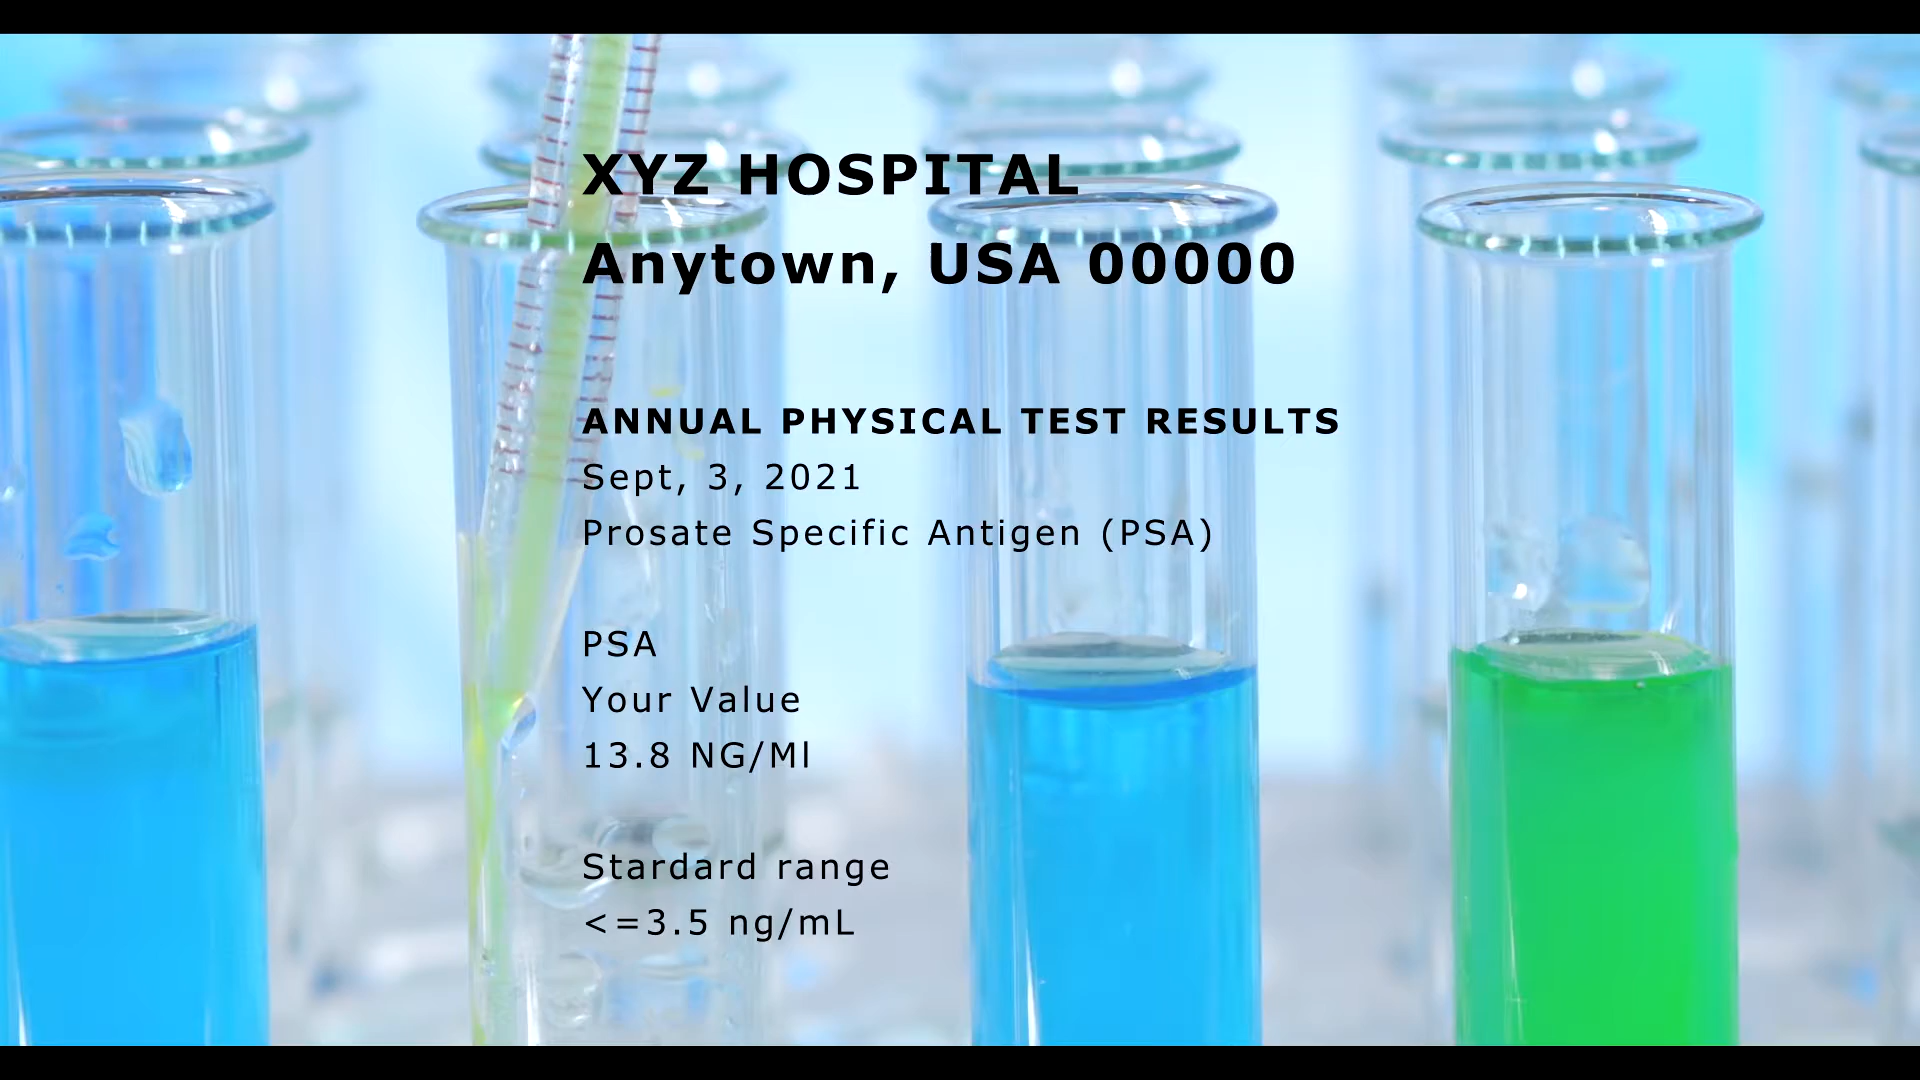 XYZ HOSPITAL
Anytown, USA 00000
ANNUAL PHYSICAL TEST RESULTS
Sept, 3, 2021
Prosate Specific Antigen (PSA)
PSA
Your Value
13.8 NG/Ml
Stardard range
<=3.5 ng/mL